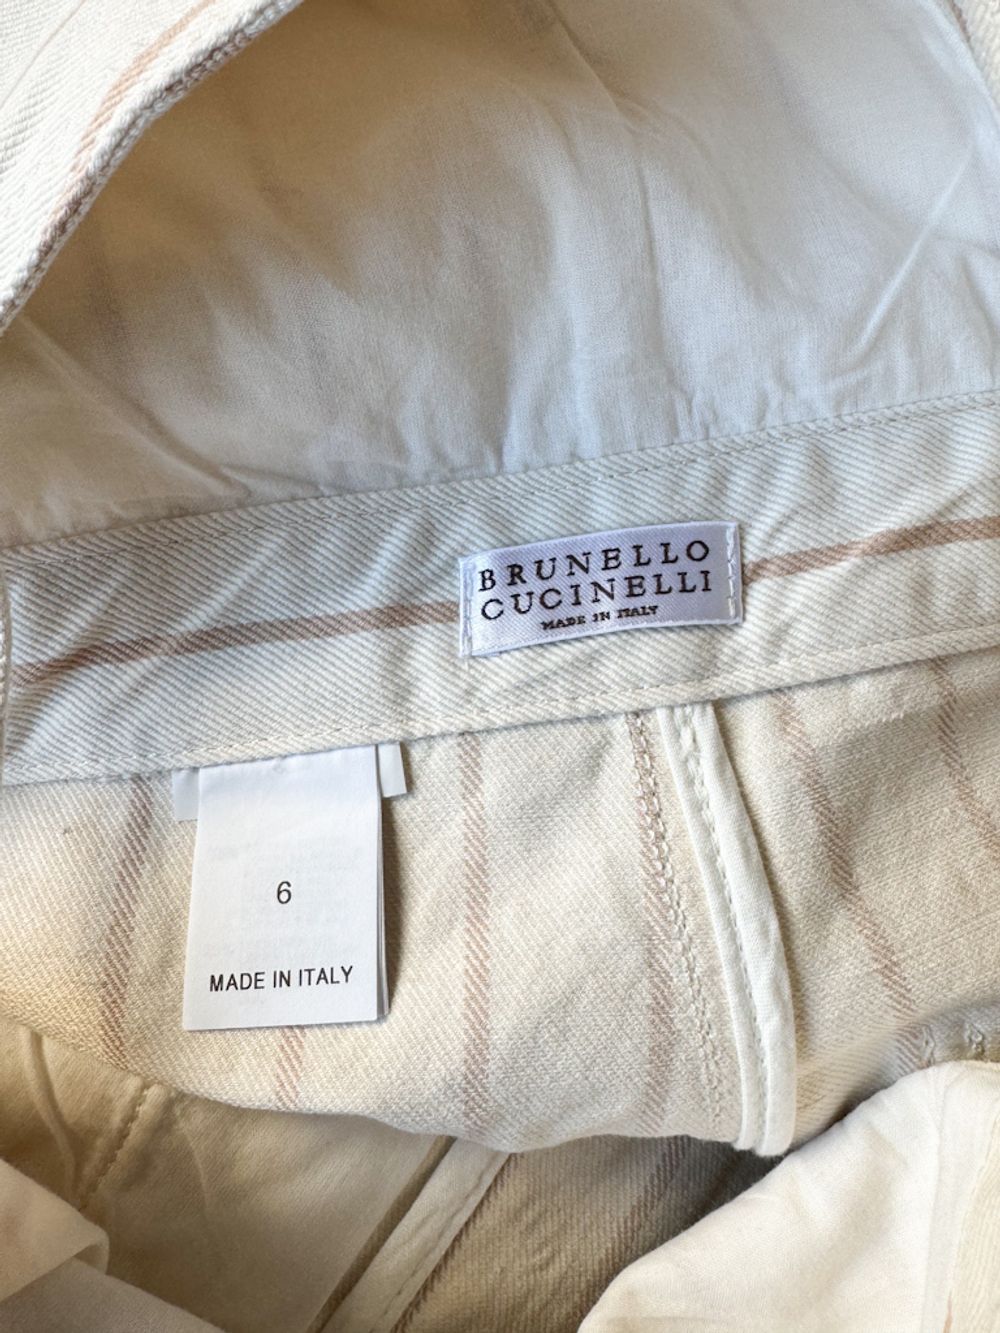 BRUNELLO
CUCINELLI
MADE IN ITALY
6
MADE IN ITALY